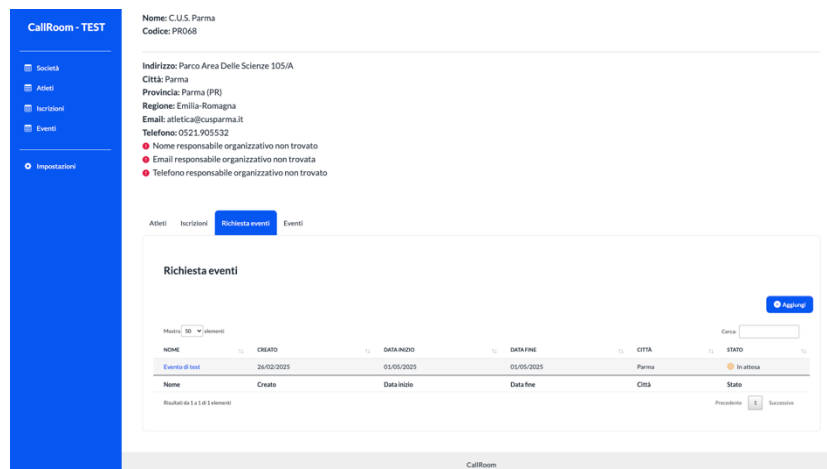 CallRoom - TEST
Società
Atleti
Iscrizioni
Eventi
Impostazioni
Nome: C.U.S. Parma
Codice: PR068
Indirizzo: Parco Area Delle Scienze 105/A
Città: Parma
Provincia: Parma (PR)
Regione: Emilia-Romagna
Email: atletica@cusparma.it
Telefono: 0521.905532
Nome responsabile organizzativo non trovato
Email responsabile organizzativo non trovata
Telefono responsabile organizzativo non trovato
Atleti Iscrizioni Richiesta eventi Eventi
Richiesta eventi
Aggiungi
Mostra 50 elementi Cerca:
NOME CREATO DATA INIZIO DATA FINE CITTÀ STATO
Evento di test 26/02/2025 01/05/2025 01/05/2025 Parma In attesa
Nome Creato Data inizio Data fine Città Stato
Risultati da 1 a 1 di 1 elementi Precedente 1 Successivo
CallRoom